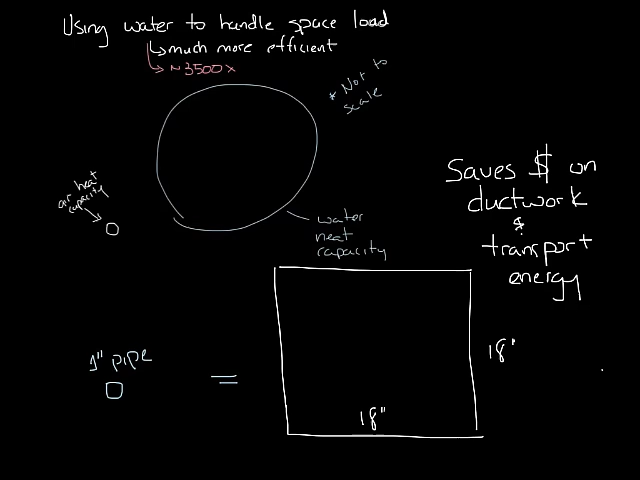 Using water to handle space load
↳ much more efficient
↳ ~3500x
* Not to
scale
air heat
capacity
water
heat
capacity
Saves $ on
ductwork
&
transport
energy
1" pipe
=
18"
18"